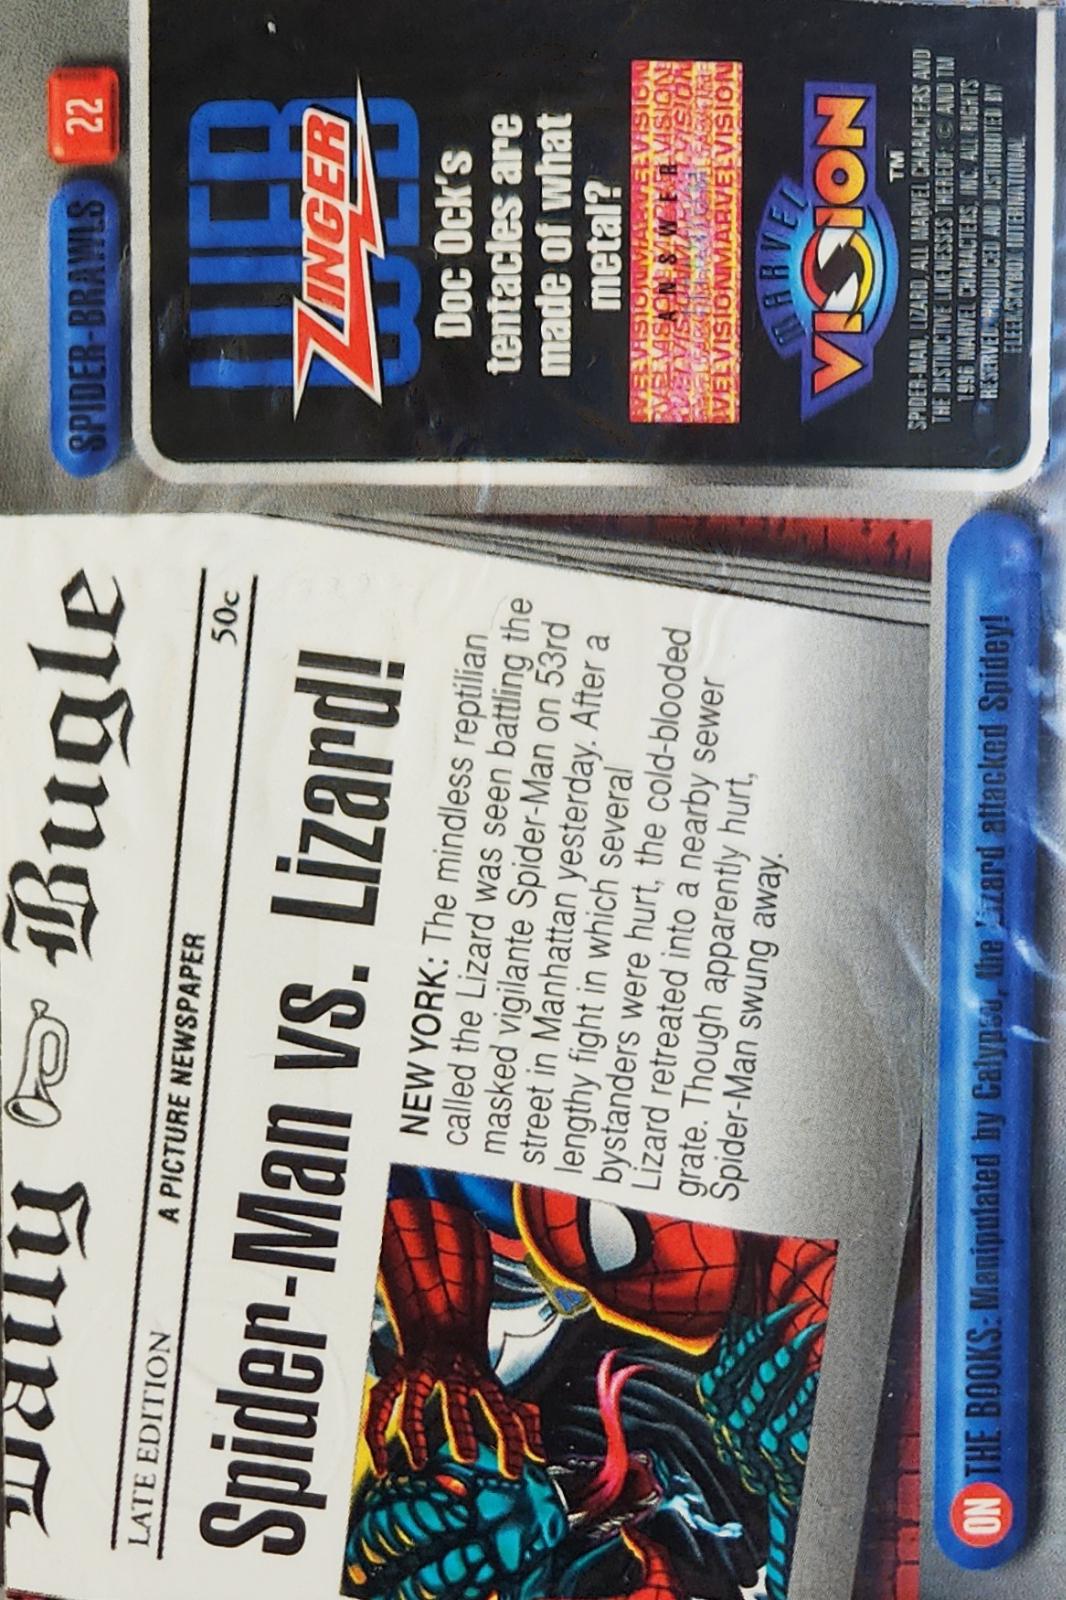 Daily Bugle
LATE EDITION
A PICTURE NEWSPAPER
50c
Spider-Man vs. Lizard!
NEW YORK: The mindless reptilian
called the Lizard was seen battling the
masked vigilante Spider-Man on 53rd
street in Manhattan yesterday. After a
lengthy fight in which several
bystanders were hurt, the cold-blooded
Lizard retreated into a nearby sewer
grate. Though apparently hurt,
Spider-Man swung away.
ON THE BOOKS: Manipulated by Calypso, the Lizard attacked Spidey!
SPIDER-BRAWLS 22
WEB
ZINGER
WEB
Doc Ock's
tentacles are
made of what
metal?
VELVISIONMARVELVISION
ANSWER
ELVISIONMARVELVISION
MARVEL
VISION
TM
SPIDER-MAN, LIZARD, ALL MARVEL CHARACTERS AND
THE DISTINCTIVE LIKENESSES THEREOF © AND TM
1996 MARVEL CHARACTERS, INC. ALL RIGHTS
RESERVED. PRODUCED AND DISTRIBUTED BY
FLEER/SKYBOX INTERNATIONAL